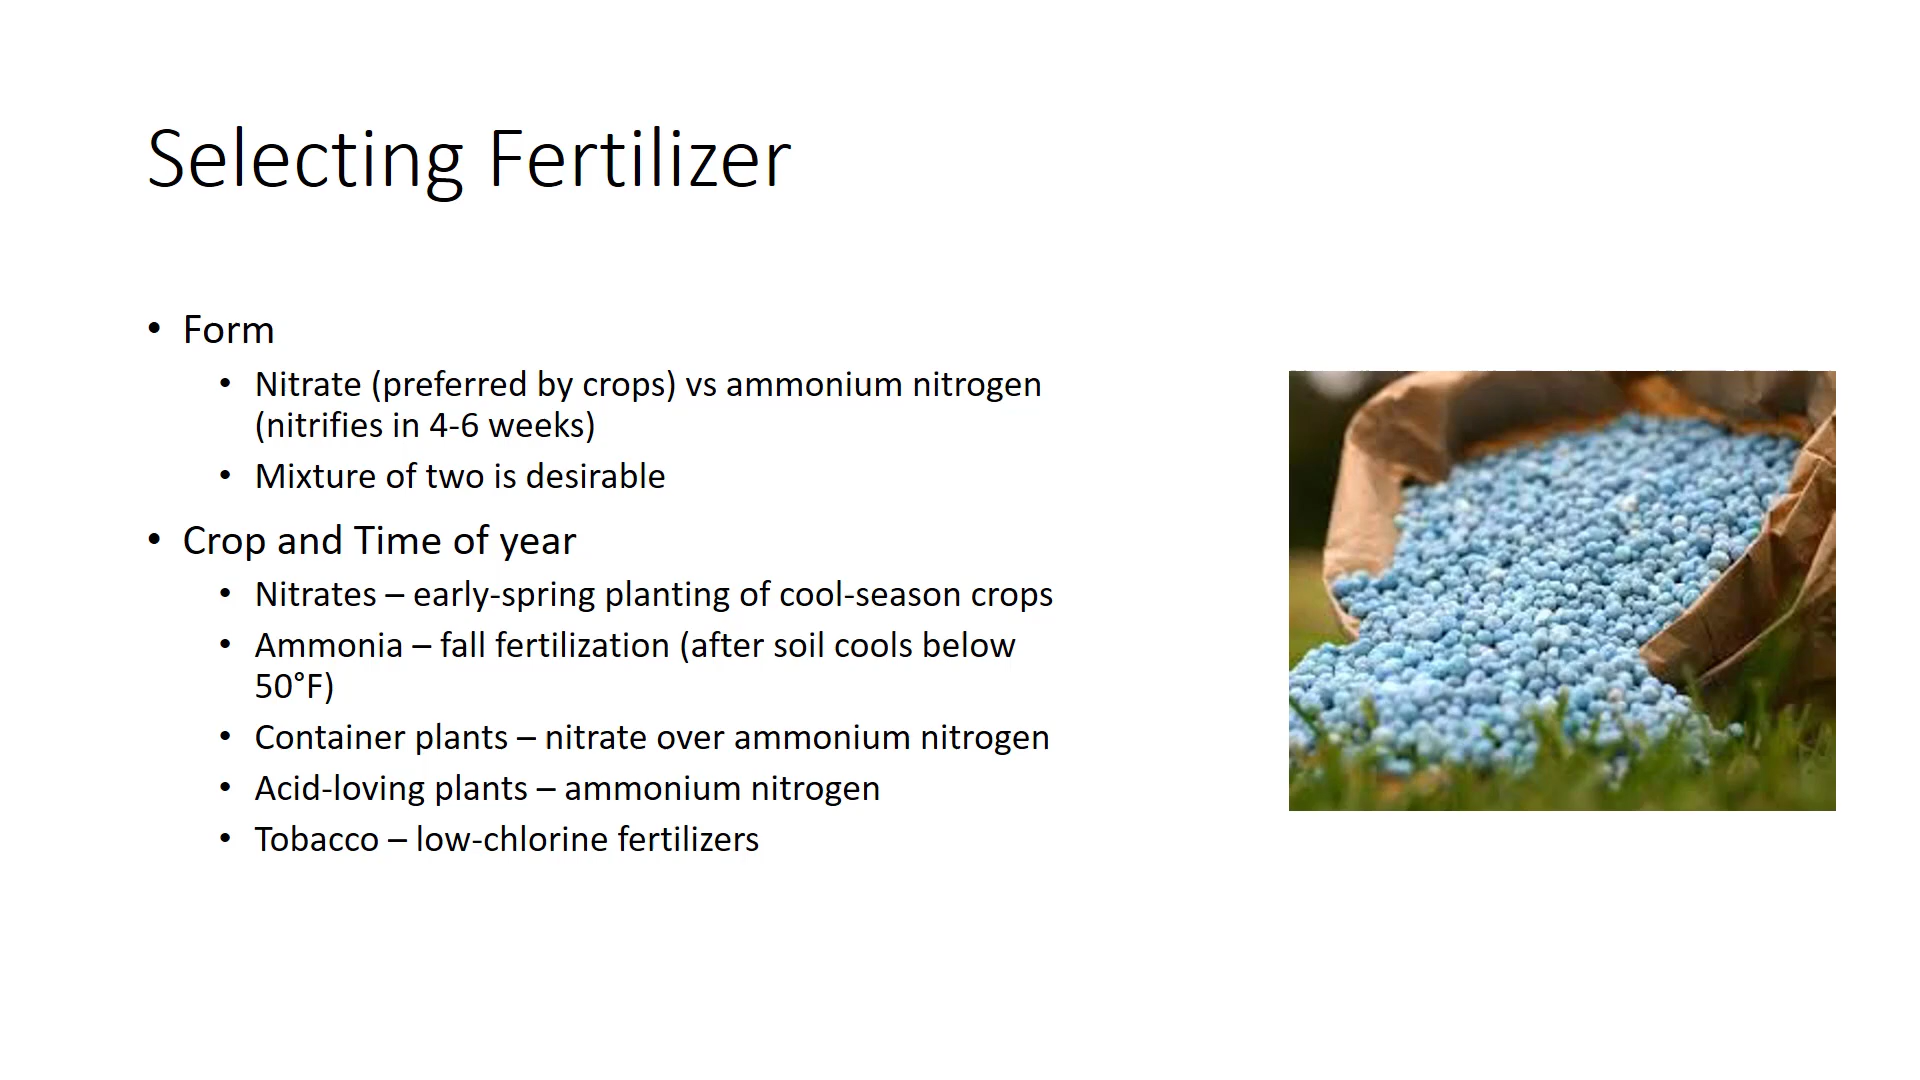 Selecting Fertilizer
• Form
• Nitrate (preferred by crops) vs ammonium nitrogen
(nitrifies in 4-6 weeks)
• Mixture of two is desirable
• Crop and Time of year
• Nitrates – early-spring planting of cool-season crops
• Ammonia – fall fertilization (after soil cools below
50°F)
• Container plants – nitrate over ammonium nitrogen
• Acid-loving plants – ammonium nitrogen
• Tobacco – low-chlorine fertilizers